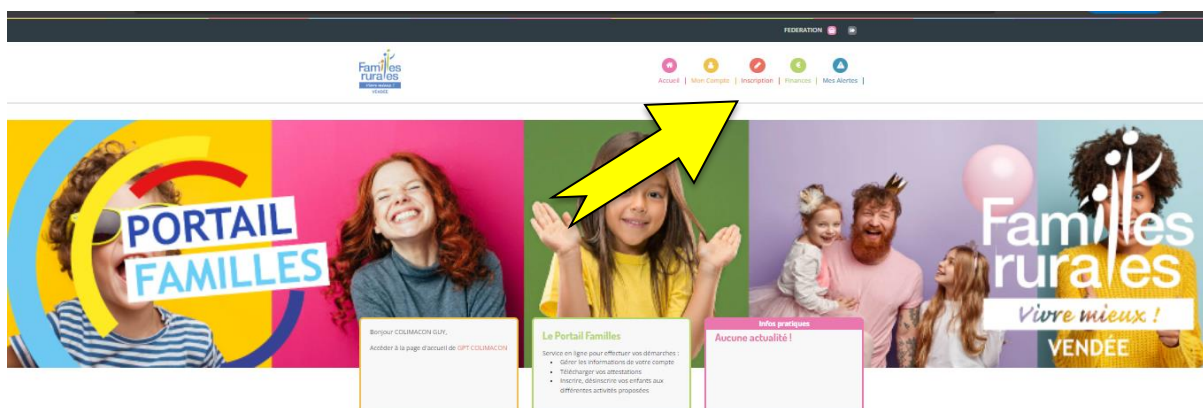 FEDERATION
Familles
rurales
Vivre mieux !
VENDÉE
Accueil | Mon Compte | Inscription | Finances | Mes Alertes |
PORTAIL
FAMILLES
Familles
rurales
Vivre mieux !
VENDÉE
Bonjour COLIMACON GUY,
Accéder à la page d'accueil de GPT COLIMACON
Le Portail Familles
Service en ligne pour effectuer vos démarches :
• Gérer les informations de votre compte
• Télécharger vos attestations
• Inscrire, désinscrire vos enfants aux
différentes activités proposées
Infos pratiques
Aucune actualité !